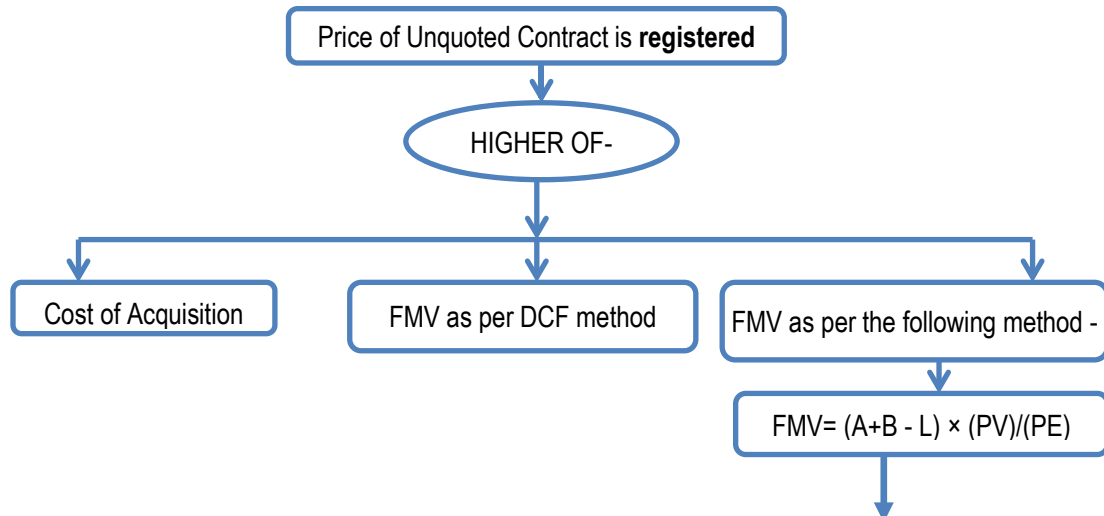 Price of Unquoted Contract is registered
HIGHER OF-
Cost of Acquisition
FMV as per DCF method
FMV as per the following method -
FMV= (A+B - L) × (PV)/(PE)